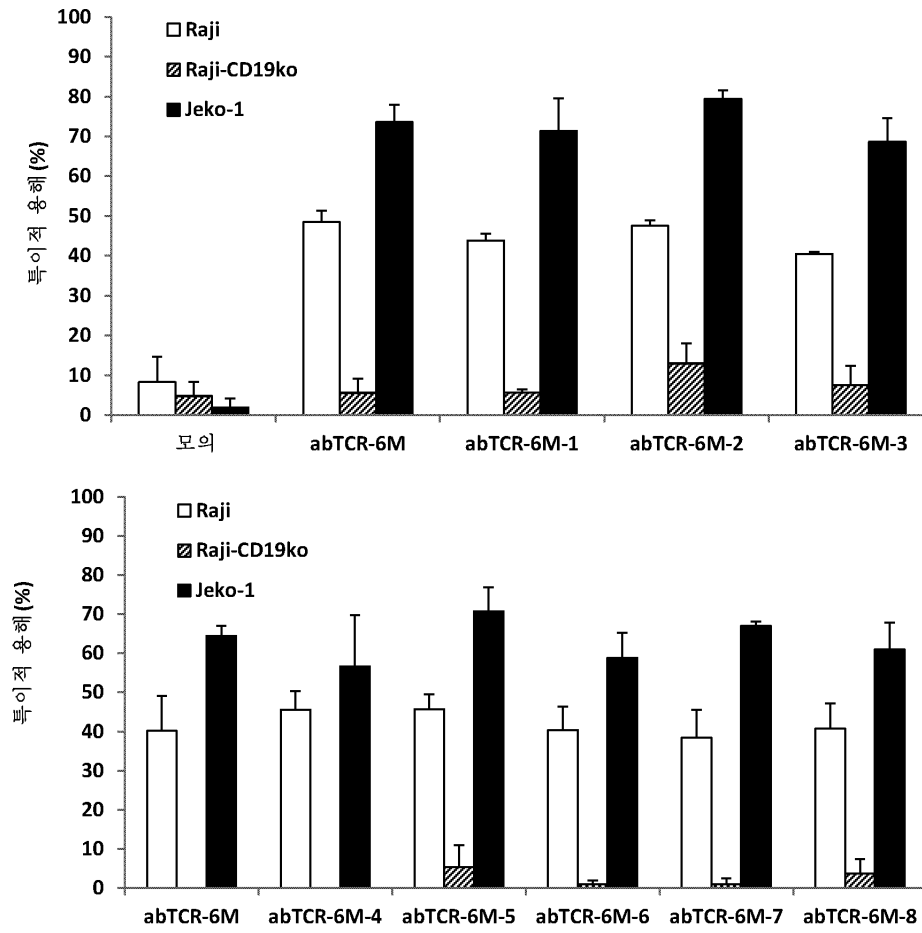 특이적 용해(%)
100
90
80
70
60
50
40
30
20
10
0
Raji
Raji-CD19ko
Jeko-1
모의
abTCR-6M
abTCR-6M-1
abTCR-6M-2
abTCR-6M-3
특이적 용해(%)
100
90
80
70
60
50
40
30
20
10
0
Raji
Raji-CD19ko
Jeko-1
abTCR-6M
abTCR-6M-4
abTCR-6M-5
abTCR-6M-6
abTCR-6M-7
abTCR-6M-8